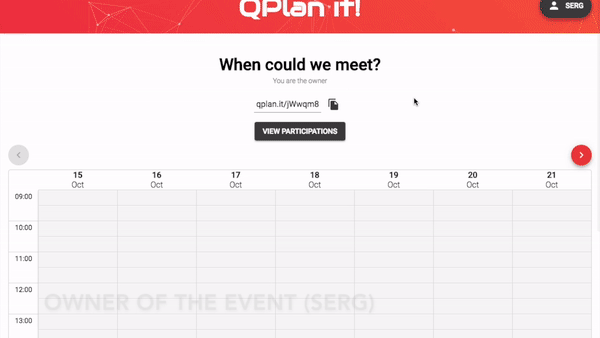 QPlan it!
SERG
When could we meet?
You are the owner
qplan.it/jWwqm8
VIEW PARTICIPATIONS
15 16 17 18 19 20 21
Oct Oct Oct Oct Oct Oct Oct
09:00
10:00
11:00
12:00
OWNER OF THE EVENT (SERG)
13:00